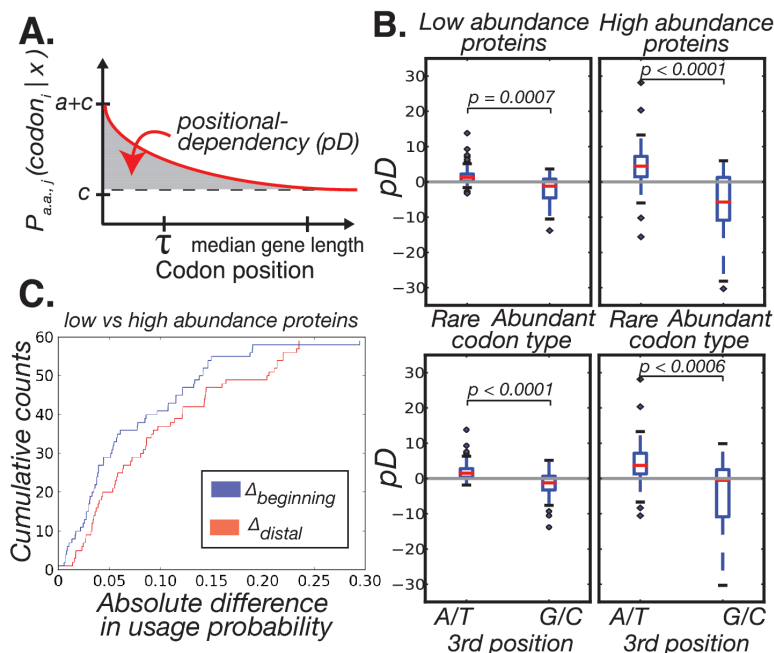 A.
P a.a. j (codon i | x)
a+c
c
positional-
dependency (pD)
τ median gene length
Codon position
B.
Low abundance
proteins
High abundance
proteins
pD
30
20
10
0
−10
−20
−30
p = 0.0007
p < 0.0001
Rare Abundant
codon type
Rare Abundant
codon type
pD
30
20
10
0
−10
−20
−30
p < 0.0001
p < 0.0006
A/T G/C
3rd position
A/T G/C
3rd position
C.
low vs high abundance proteins
Cumulative counts
60
50
40
30
20
10
0
Δbeginning
Δdistal
0 0.05 0.10 0.15 0.20 0.25 0.30
Absolute difference
in usage probability